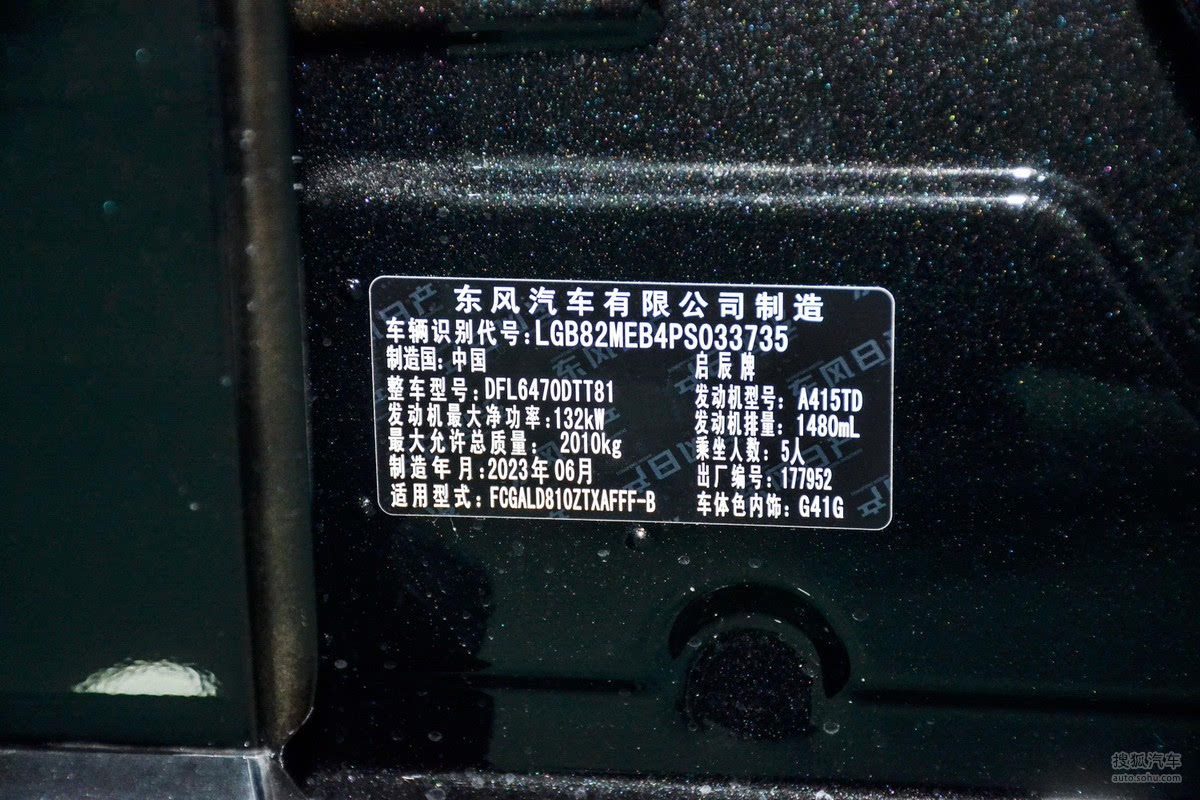 东风汽车有限公司制造
车辆识别代号:LGB82MEB4PS033735
制造国: 中国 启辰牌
整车型号:DFL6470DTT81 发动机型号: A415TD
发动机最大净功率:132kW 发动机排量: 1480mL
最大允许总质量: 2010kg 乘坐人数: 5人
制造年月:2023年06月 出厂编号: 177952
适用型式: FCGALD810ZTXAFFF-B 车体色内饰: G41G
搜狐汽车
auto.sohu.com